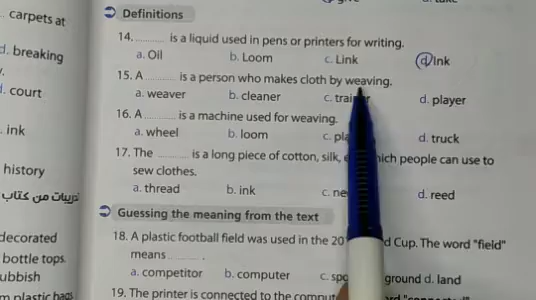 carpets at
d. breaking
d. court
. ink
history
تدريبات من كتاب
decorated
bottle tops
ubbish
m plastic bags
Definitions
14. ............ is a liquid used in pens or printers for writing.
a. Oil b. Loom c. Link d. Ink
15. A ............ is a person who makes cloth by weaving.
a. weaver b. cleaner c. d. player
16. A ............ is a machine used for weaving.
a. wheel b. loom c. d. truck
17. The ............ is a long piece of cotton, silk, which people can use to
sew clothes.
a. thread b. ink c. d. reed
Guessing the meaning from the text
18. A plastic football field was used in the 20 Cup. The word "field"
means ............ .
a. competitor b. computer c. ground d. land
19. The printer is connected to the